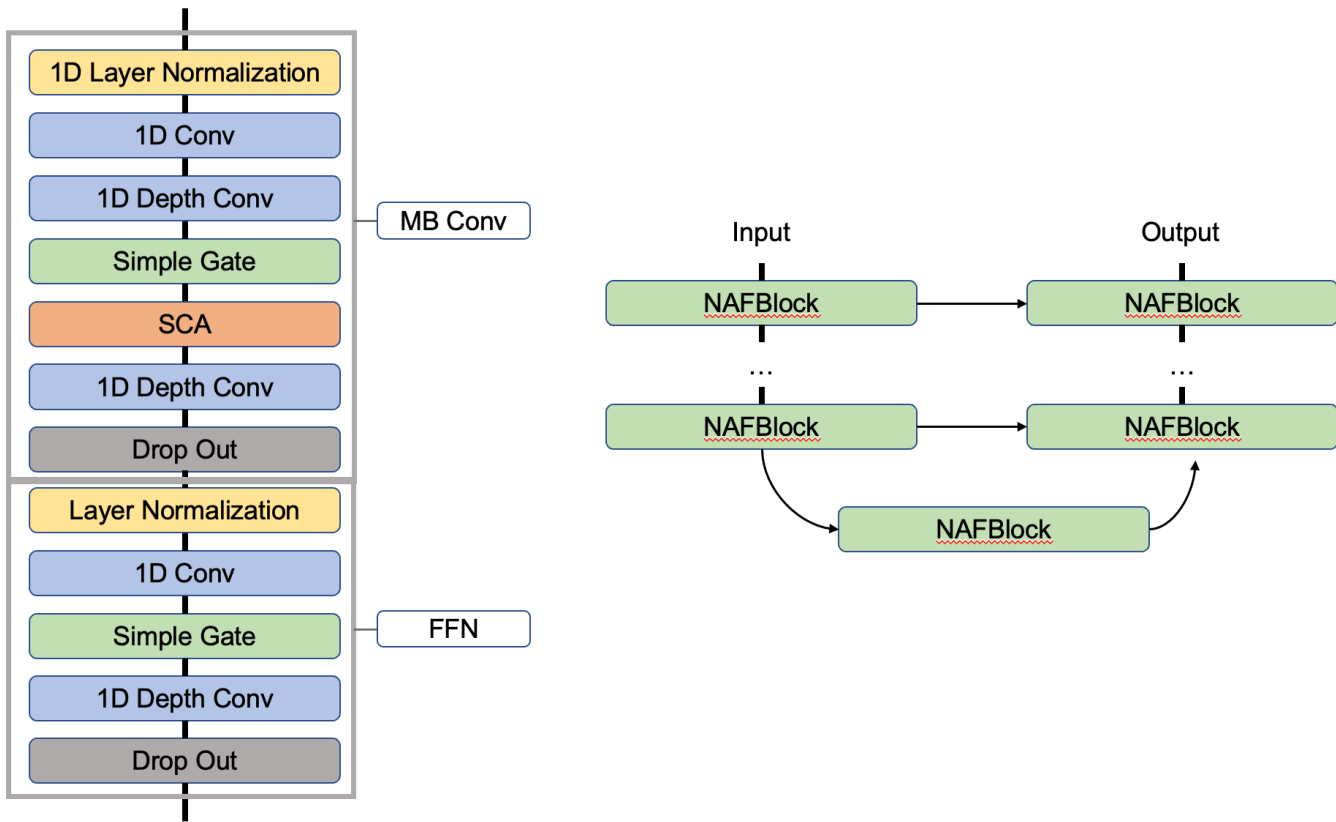 1D Layer Normalization
1D Conv
1D Depth Conv
Simple Gate
SCA
1D Depth Conv
Drop Out
MB Conv
Layer Normalization
1D Conv
Simple Gate
1D Depth Conv
Drop Out
FFN
Input
Output
NAFBlock
NAFBlock
...
...
NAFBlock
NAFBlock
NAFBlock